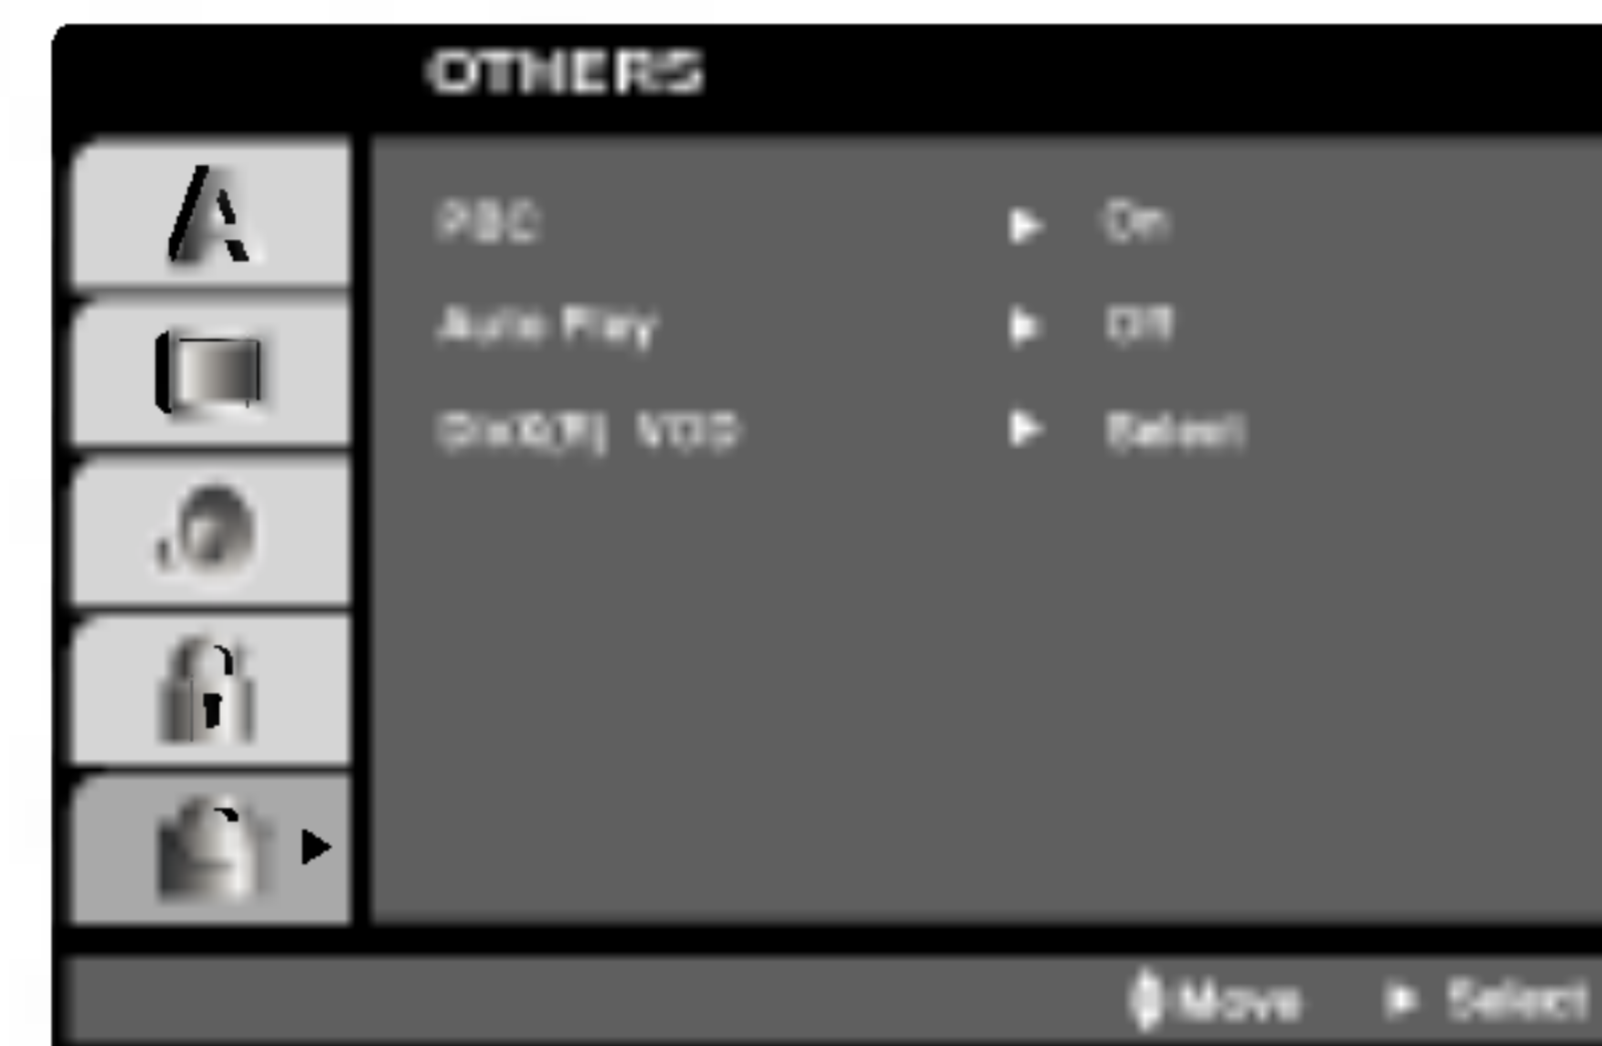 OTHERS
A
PBC ► On
Auto Play ► Off
DivX(R) VOD ► Select
Move ► Select